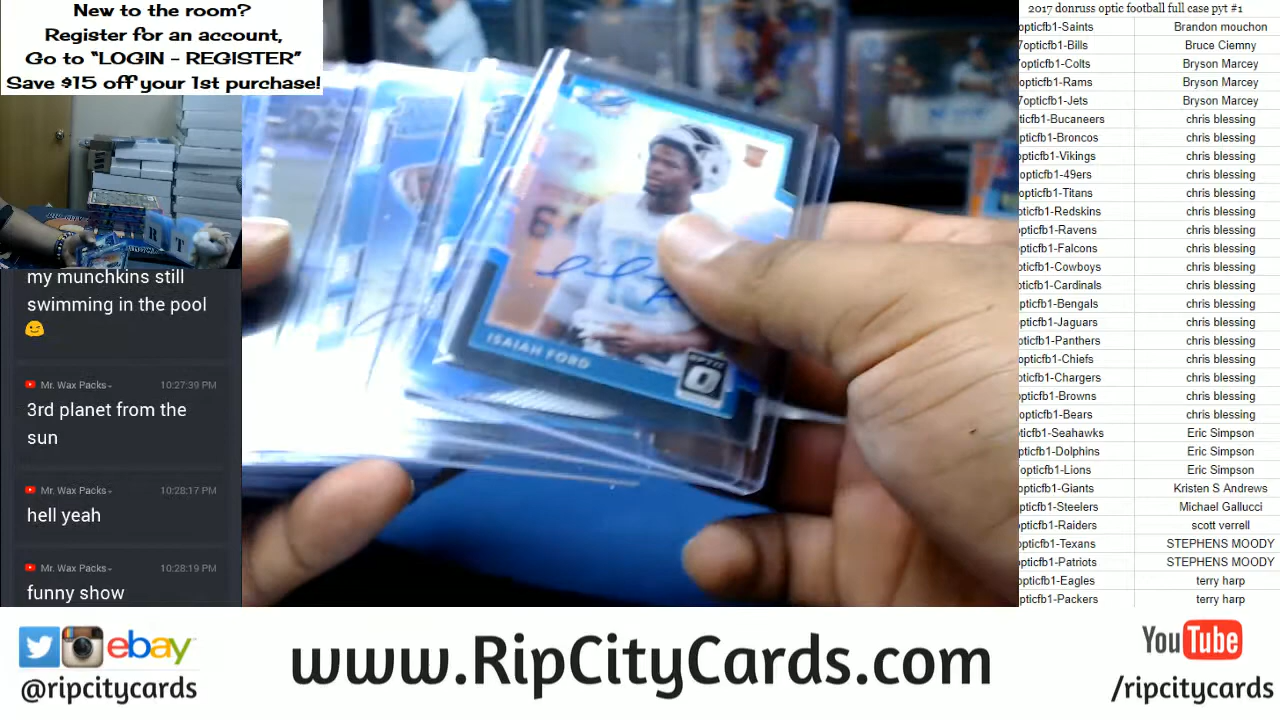 New to the room?
Register for an account,
Go to “LOGIN - REGISTER”
Save $15 off your 1st purchase!
my munchkins still
swimming in the pool
Mr. Wax Packs 10:27:39 PM
3rd planet from the
sun
Mr. Wax Packs 10:28:17 PM
hell yeah
Mr. Wax Packs 10:28:19 PM
funny show
ISAIAH FORD
OPTIC
2017 donruss optic football full case pyt #1
opticfb1-Saints Brandon mouchon
7opticfb1-Bills Bruce Ciemny
7opticfb1-Colts Bryson Marcey
opticfb1-Rams Bryson Marcey
7opticfb1-Jets Bryson Marcey
opticfb1-Bucaneers chris blessing
opticfb1-Broncos chris blessing
opticfb1-Vikings chris blessing
opticfb1-49ers chris blessing
opticfb1-Titans chris blessing
opticfb1-Redskins chris blessing
opticfb1-Ravens chris blessing
opticfb1-Falcons chris blessing
opticfb1-Cowboys chris blessing
opticfb1-Cardinals chris blessing
opticfb1-Bengals chris blessing
opticfb1-Jaguars chris blessing
opticfb1-Panthers chris blessing
opticfb1-Chiefs chris blessing
opticfb1-Chargers chris blessing
opticfb1-Browns chris blessing
opticfb1-Bears chris blessing
opticfb1-Seahawks Eric Simpson
opticfb1-Dolphins Eric Simpson
opticfb1-Lions Eric Simpson
opticfb1-Giants Kristen S Andrews
opticfb1-Steelers Michael Gallucci
opticfb1-Raiders scott verrell
opticfb1-Texans STEPHENS MOODY
opticfb1-Patriots STEPHENS MOODY
opticfb1-Eagles terry harp
opticfb1-Packers terry harp
ebay
@ripcitycards
www.RipCityCards.com
YouTube
/ripcitycards